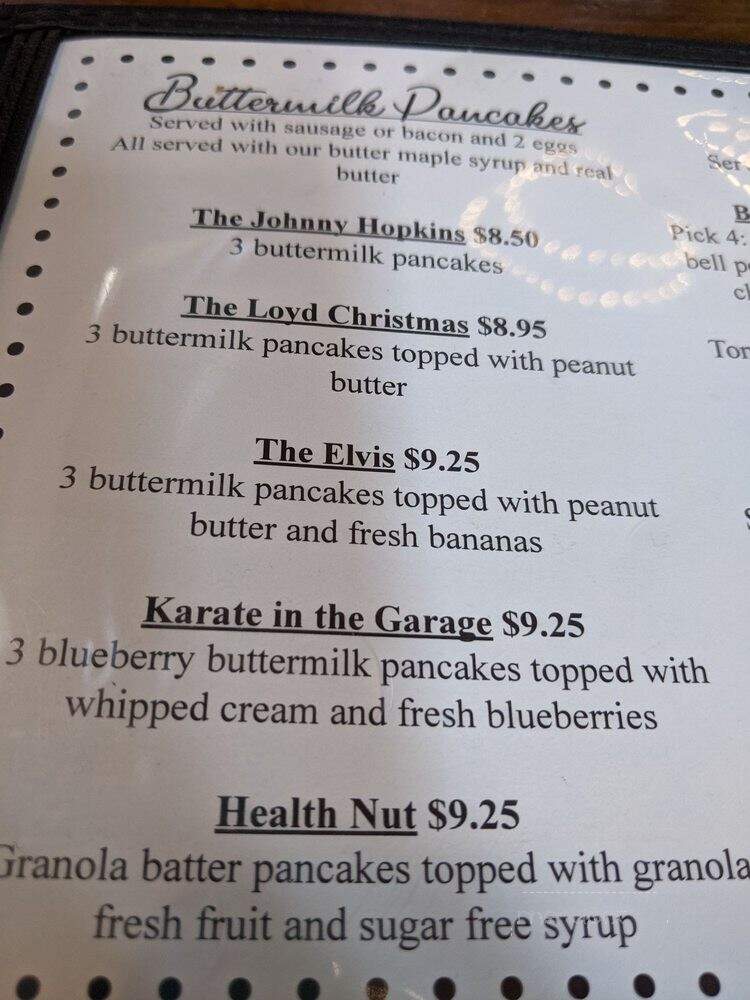 Buttermilk Pancakes
Served with sausage or bacon and 2 eggs
All served with our butter maple syrup and real
butter
The Johnny Hopkins $8.50
3 buttermilk pancakes
The Loyd Christmas $8.95
3 buttermilk pancakes topped with peanut
butter
The Elvis $9.25
3 buttermilk pancakes topped with peanut
butter and fresh bananas
Karate in the Garage $9.25
3 blueberry buttermilk pancakes topped with
whipped cream and fresh blueberries
Health Nut $9.25
Granola batter pancakes topped with granola
fresh fruit and sugar free syrup
Pick 4:
bell